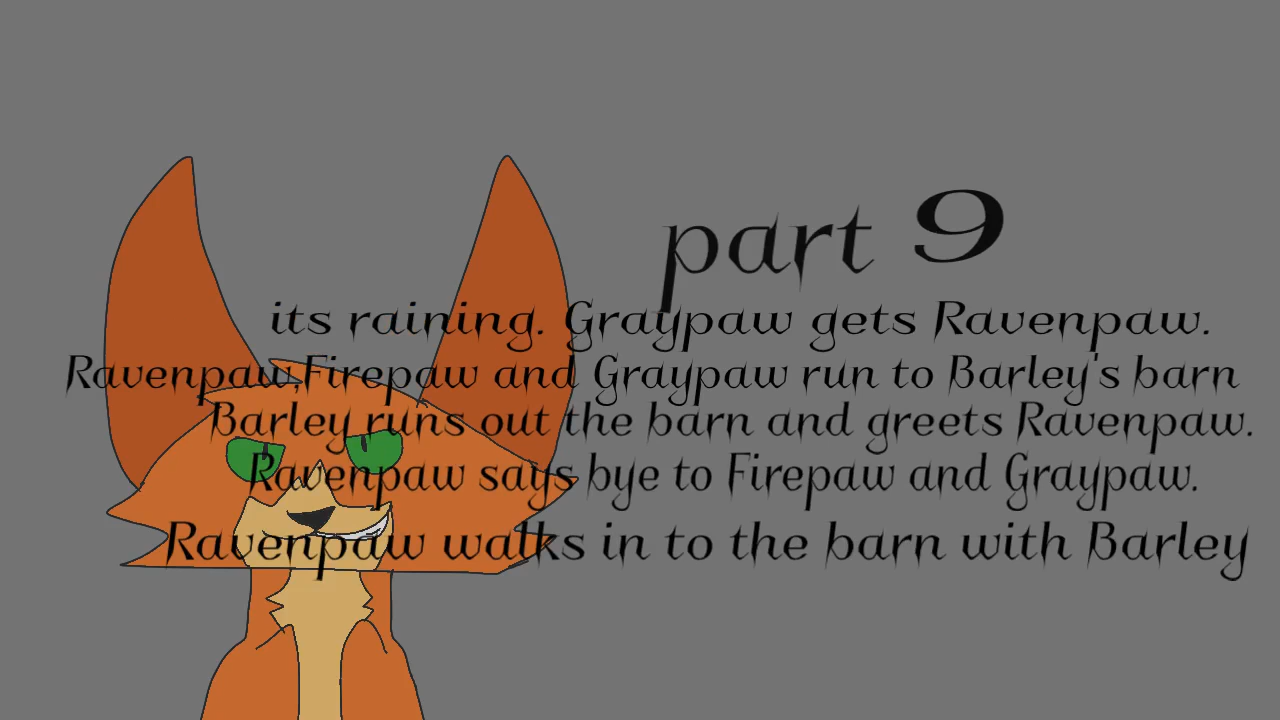 part 9
its raining. Graypaw gets Ravenpaw.
Ravenpaw,Firepaw and Graypaw run to Barley's barn
Barley runs out the barn and greets Ravenpaw.
Ravenpaw says bye to Firepaw and Graypaw.
Ravenpaw walks in to the barn with Barley